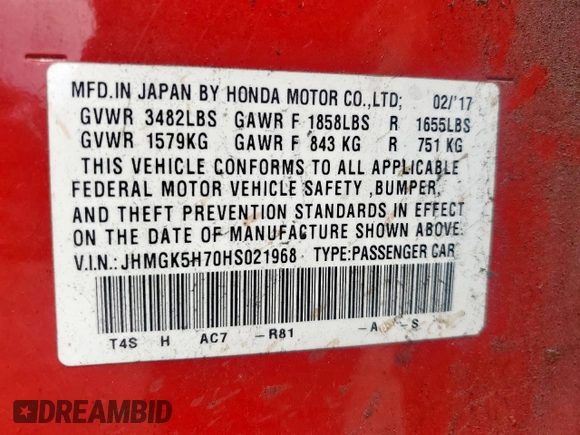 MFD.IN JAPAN BY HONDA MOTOR CO.,LTD; 02/'17
GVWR 3482LBS GAWR F 1858LBS R 1655LBS
GVWR 1579KG GAWR F 843 KG R 751 KG
THIS VEHICLE CONFORMS TO ALL APPLICABLE
FEDERAL MOTOR VEHICLE SAFETY ,BUMPER,
AND THEFT PREVENTION STANDARDS IN EFFECT
ON THE DATE OF MANUFACTURE SHOWN ABOVE.
V.I.N.: JHMGK5H70HS021968 TYPE:PASSENGER CAR
T4S H AC7 -R81 -A -S
DREAMBID